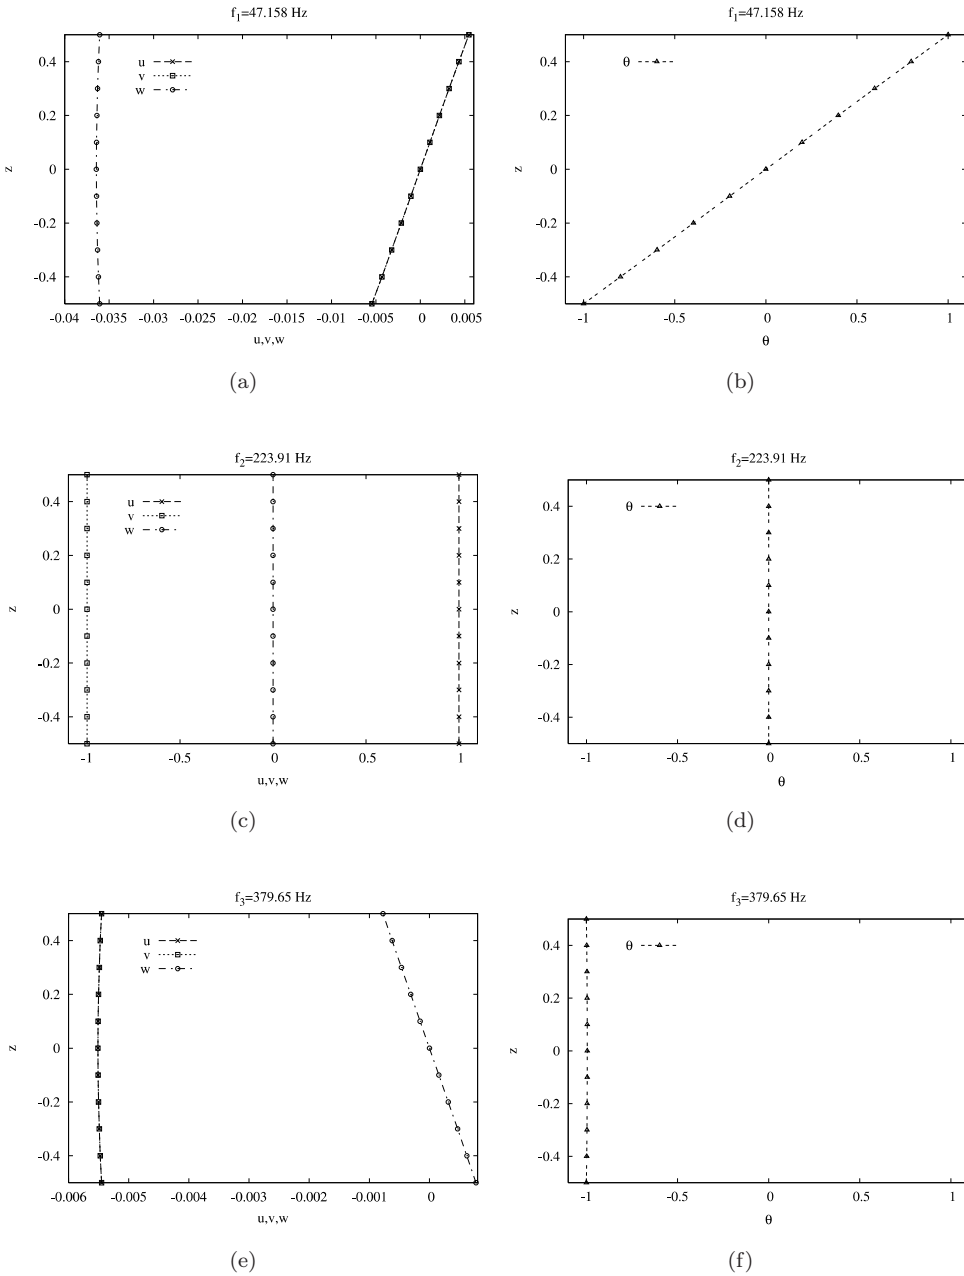 f1=47.158 Hz
0.4
0.2
0
-0.2
-0.4
z
u
v
w
-0.04 -0.035 -0.03 -0.025 -0.02 -0.015 -0.01 -0.005 0 0.005
u,v,w
(a)
f1=47.158 Hz
0.4
0.2
0
-0.2
-0.4
z
θ
-1 -0.5 0 0.5 1
θ
(b)
f2=223.91 Hz
0.4
0.2
0
-0.2
-0.4
z
u
v
w
-1 -0.5 0 0.5 1
u,v,w
(c)
f2=223.91 Hz
0.4
0.2
0
-0.2
-0.4
z
θ
-1 -0.5 0 0.5 1
θ
(d)
f3=379.65 Hz
0.4
0.2
0
-0.2
-0.4
z
u
v
w
-0.006 -0.005 -0.004 -0.003 -0.002 -0.001 0
u,v,w
(e)
f3=379.65 Hz
0.4
0.2
0
-0.2
-0.4
z
θ
-1 -0.5 0 0.5 1
θ
(f)